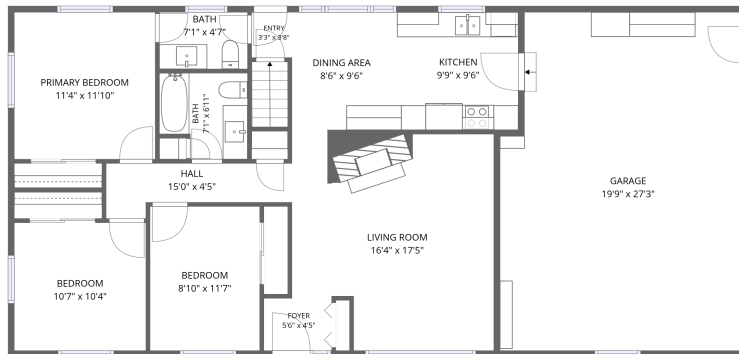 BATH
7'1" x 4'7"
ENTRY
3'3" x 8'8"
DINING AREA
8'6" x 9'6"
KITCHEN
9'9" x 9'6"
PRIMARY BEDROOM
11'4" x 11'10"
BATH
7'1" x 6'11"
HALL
15'0" x 4'5"
GARAGE
19'9" x 27'3"
LIVING ROOM
16'4" x 17'5"
BEDROOM
10'7" x 10'4"
BEDROOM
8'10" x 11'7"
FOYER
5'6" x 4'5"